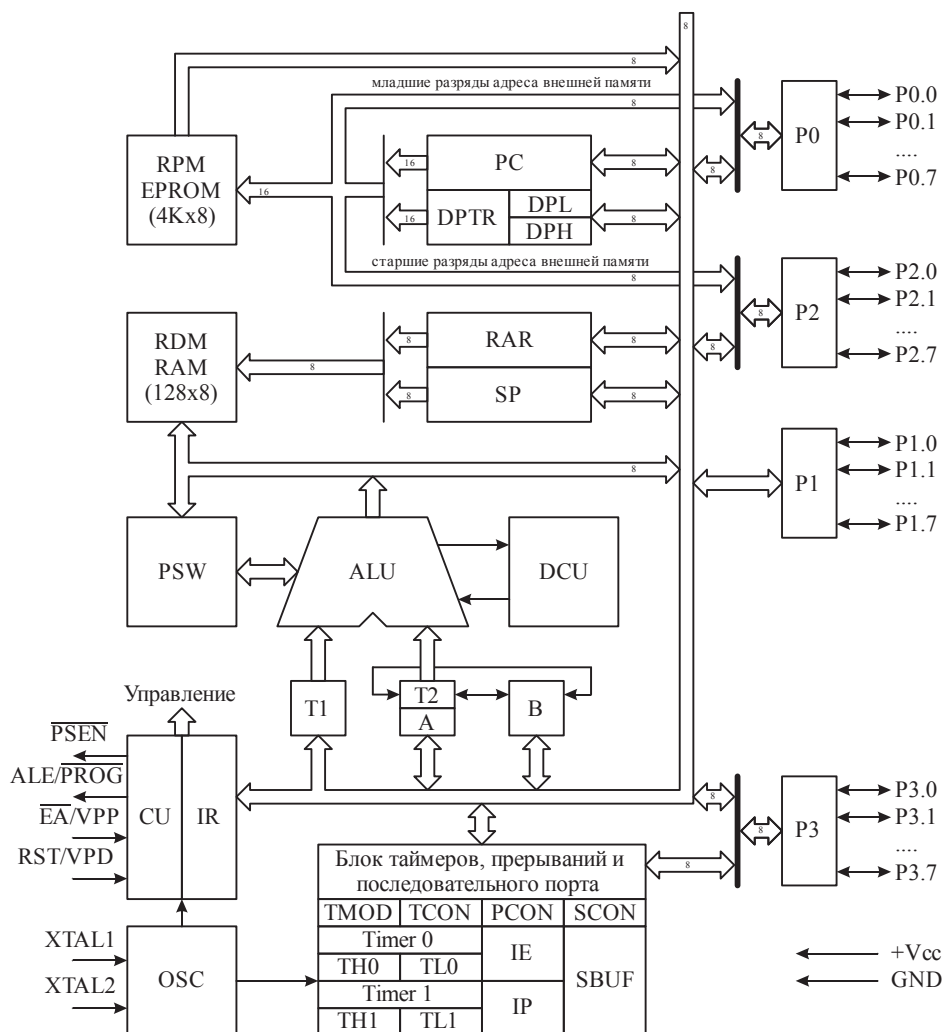 8
8
младшие разряды адреса внешней памяти
8
RPM
EPROM
(4Kx8)
16
16
PC
8
8
16
DPTR
DPL
DPH
8
8
P0
P0.0
P0.1
....
P0.7
старшие разряды адреса внешней памяти
8
8
8
P2
P2.0
P2.1
....
P2.7
RDM
RAM
(128x8)
8
8
RAR
8
8
SP
8
8
P1
P1.0
P1.1
....
P1.7
PSW
ALU
DCU
T1
T2
A
B
Управление
PSEN
ALE/PROG
EA/VPP
RST/VPD
CU
IR
8
8
8
P3
P3.0
P3.1
....
P3.7
Блок таймеров, прерываний и
последовательного порта
TMOD
TCON
PCON
SCON
Timer 0
TH0
TL0
IE
SBUF
Timer 1
TH1
TL1
IP
XTAL1
XTAL2
OSC
+Vcc
GND